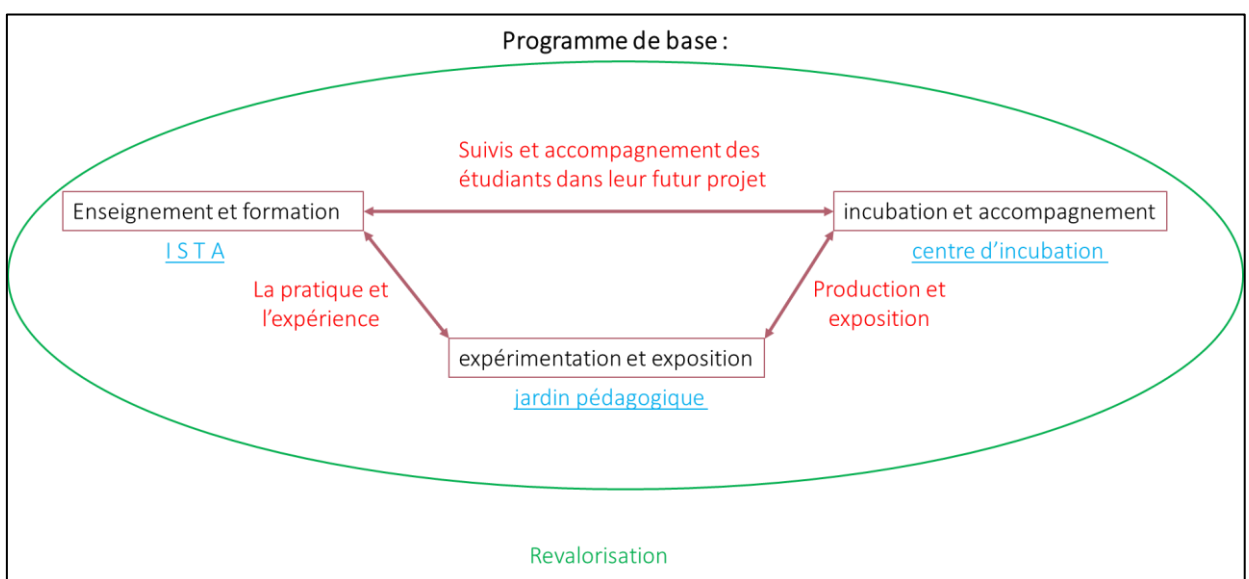 Programme de base :
Suivis et accompagnement des
étudiants dans leur futur projet
Enseignement et formation
incubation et accompagnement
I S T A
centre d’incubation
La pratique et
l’expérience
Production et
exposition
expérimentation et exposition
jardin pédagogique
Revalorisation